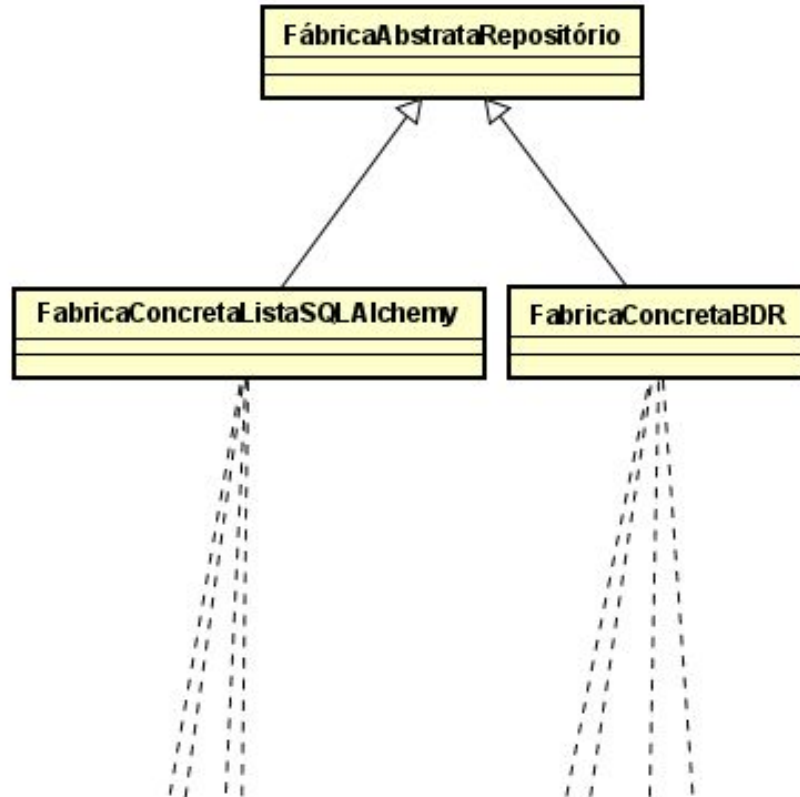 FábricaAbstrataRepositório
FabricaConcretaListaSQLAlchemy
FabricaConcretaBDR